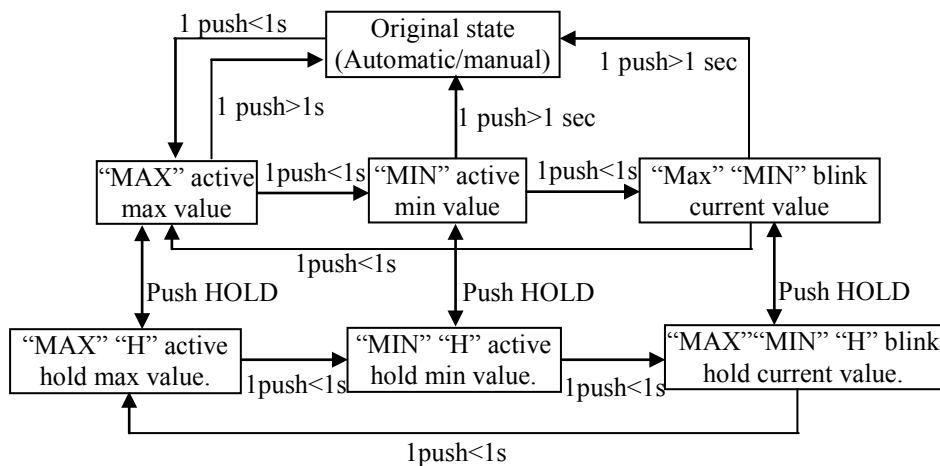 1 push<1s
Original state
(Automatic/manual)
1 push>1s
1 push>1 sec
1 push>1 sec
“MAX” active
max value
1push<1s
“MIN” active
min value
1push<1s
“Max” “MIN” blink
current value
1push<1s
Push HOLD
Push HOLD
Push HOLD
“MAX” “H” active
hold max value.
1push<1s
“MIN” “H” active
hold min value.
1push<1s
“MAX”“MIN” “H” blink
hold current value.
1push<1s